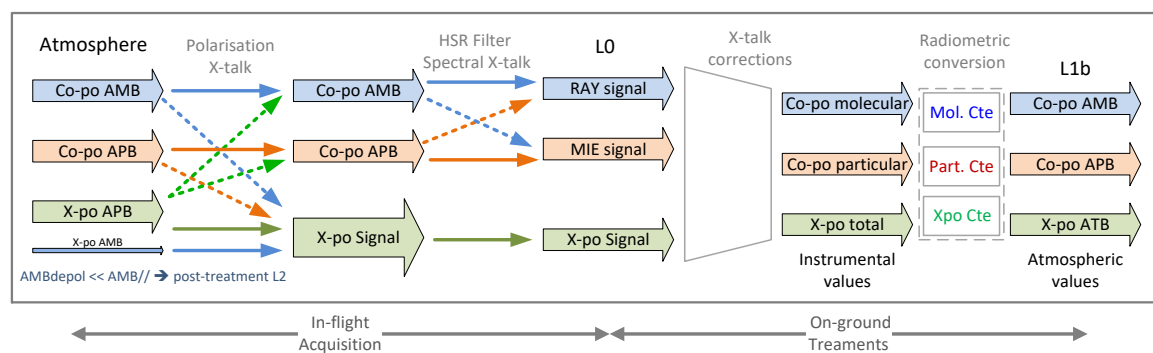 Atmosphere
Polarisation
X-talk
HSR Filter
Spectral X-talk
L0
X-talk
corrections
Radiometric
conversion
L1b
Co-po AMB
Co-po AMB
RAY signal
Co-po molecular
Mol. Cte
Co-po AMB
Co-po APB
Co-po APB
MIE signal
Co-po particular
Part. Cte
Co-po APB
X-po APB
X-po Signal
X-po Signal
X-po total
Xpo Cte
X-po ATB
X-po AMB
AMBdepol << AMB// ➔ post-treatment L2
Instrumental
values
Atmospheric
values
In-flight
Acquisition
On-ground
Treaments